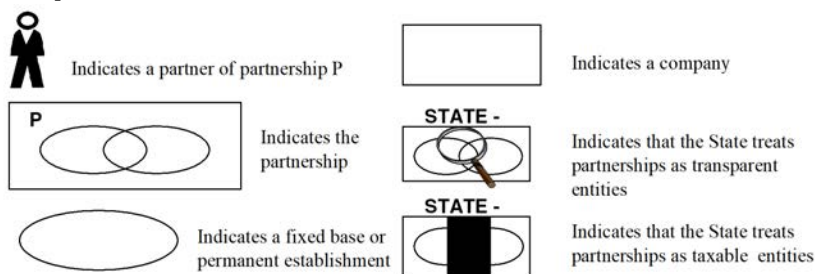 Indicates a partner of partnership P
Indicates a company
P
Indicates the
partnership
STATE -
Indicates that the State treats
partnerships as transparent
entities
Indicates a fixed base or
permanent establishment
STATE -
Indicates that the State treats
partnerships as taxable entities